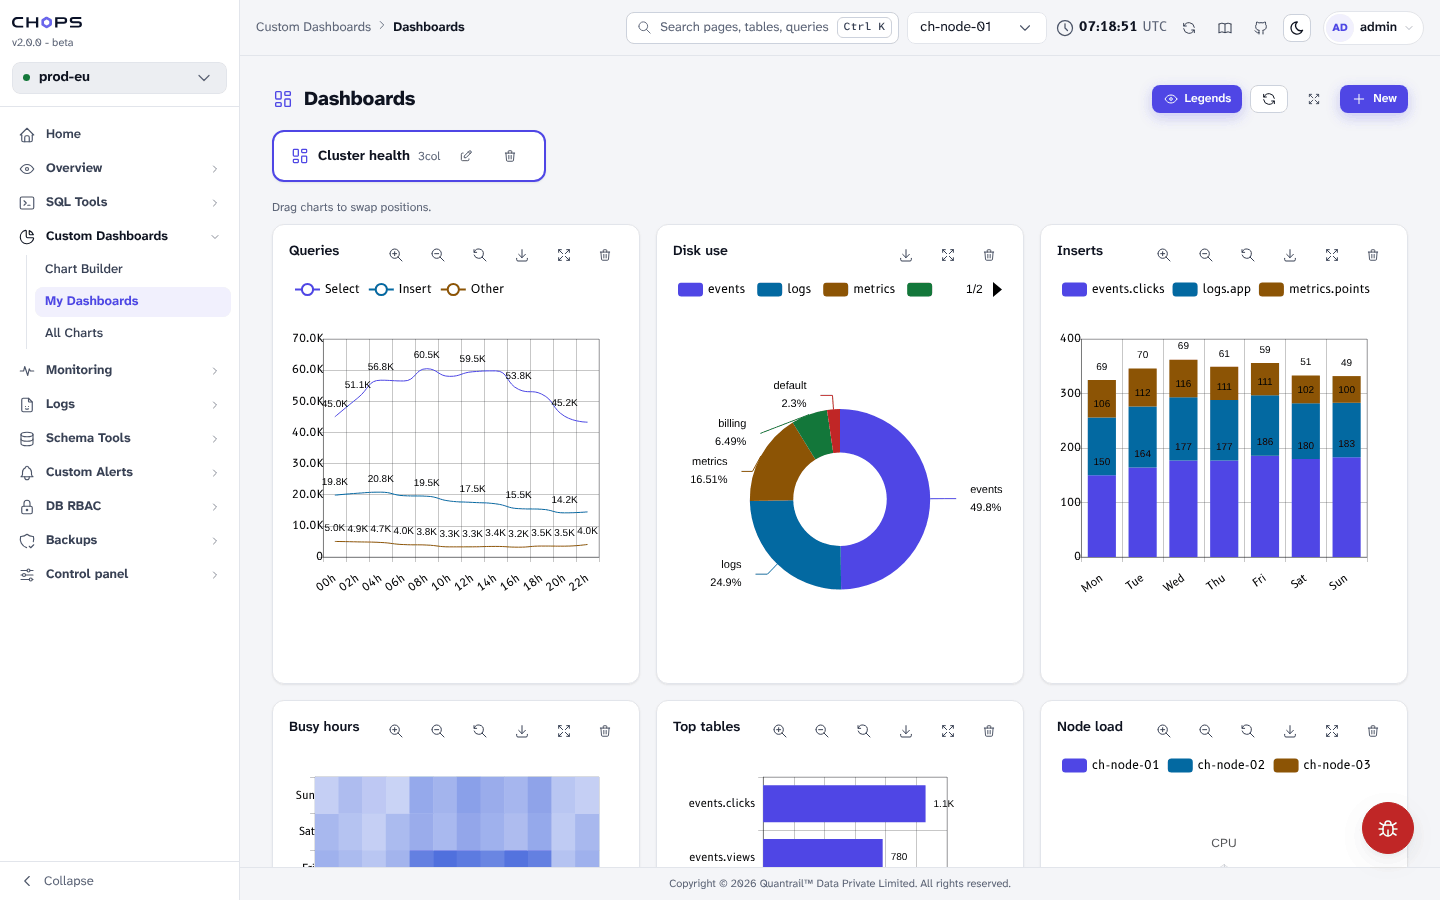 CHOPS
v2.0.0 - beta
prod-eu
Home
Overview
SQL Tools
Custom Dashboards
Chart Builder
My Dashboards
All Charts
Monitoring
Logs
Schema Tools
Custom Alerts
DB RBAC
Backups
Control panel
Collapse
Custom Dashboards > Dashboards
Search pages, tables, queries Ctrl K
ch-node-01
07:18:51 UTC
AD admin
Dashboards
Legends
New
Cluster health 3col
Drag charts to swap positions.
Queries
Select Insert Other
70.0K
60.0K
50.0K
40.0K
30.0K
20.0K
10.0K
0
45.0K 51.1K 56.8K 60.5K 59.5K 53.8K 45.2K
19.8K 20.8K 19.5K 17.5K 15.5K 14.2K
5.0K 4.9K 4.7K 4.0K 3.8K 3.3K 3.3K 3.4K 3.2K 3.5K 3.5K 4.0K
00h 02h 04h 06h 08h 10h 12h 14h 16h 18h 20h 22h
Disk use
events logs metrics 1/2
default
2.3%
billing
6.49%
metrics
16.51%
events
49.8%
logs
24.9%
Inserts
events.clicks logs.app metrics.points
400
300
200
100
0
69 70 69 61 59 51 49
106 112 116 111 111 102 100
150 164 177 177 186 180 183
Mon Tue Wed Thu Fri Sat Sun
Busy hours
Sun
Sat
Fri
Top tables
events.clicks 1.1K
events.views 780
Node load
ch-node-01 ch-node-02 ch-node-03
CPU
Copyright © 2026 Quantrail™ Data Private Limited. All rights reserved.